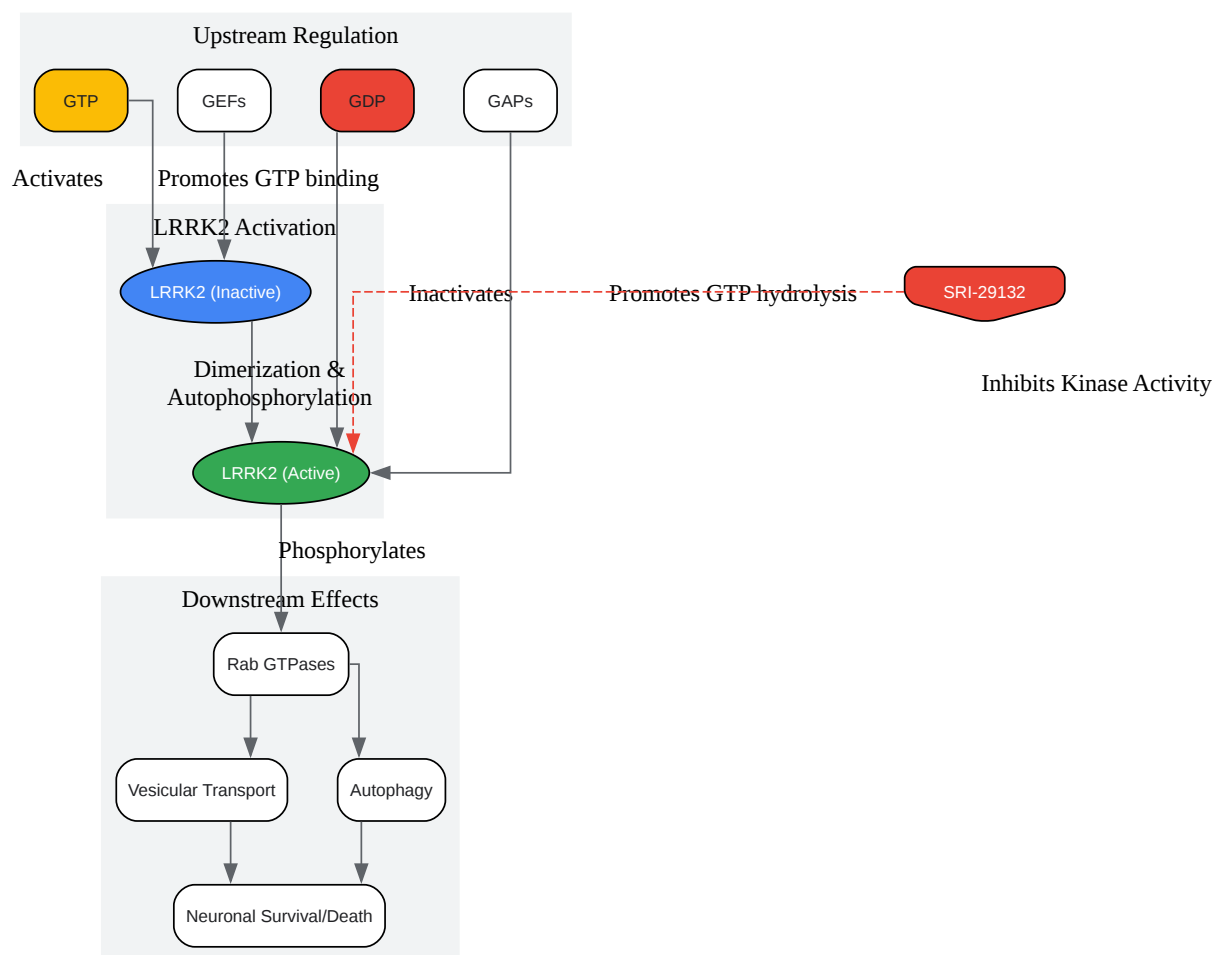 Upstream Regulation
GTP
GEFs
GDP
GAPs
Activates
Promotes GTP binding
LRRK2 Activation
LRRK2 (Inactive)
Inactivates
Promotes GTP hydrolysis
SRI-29132
Dimerization &
Autophosphorylation
Inhibits Kinase Activity
LRRK2 (Active)
Phosphorylates
Downstream Effects
Rab GTPases
Vesicular Transport
Autophagy
Neuronal Survival/Death